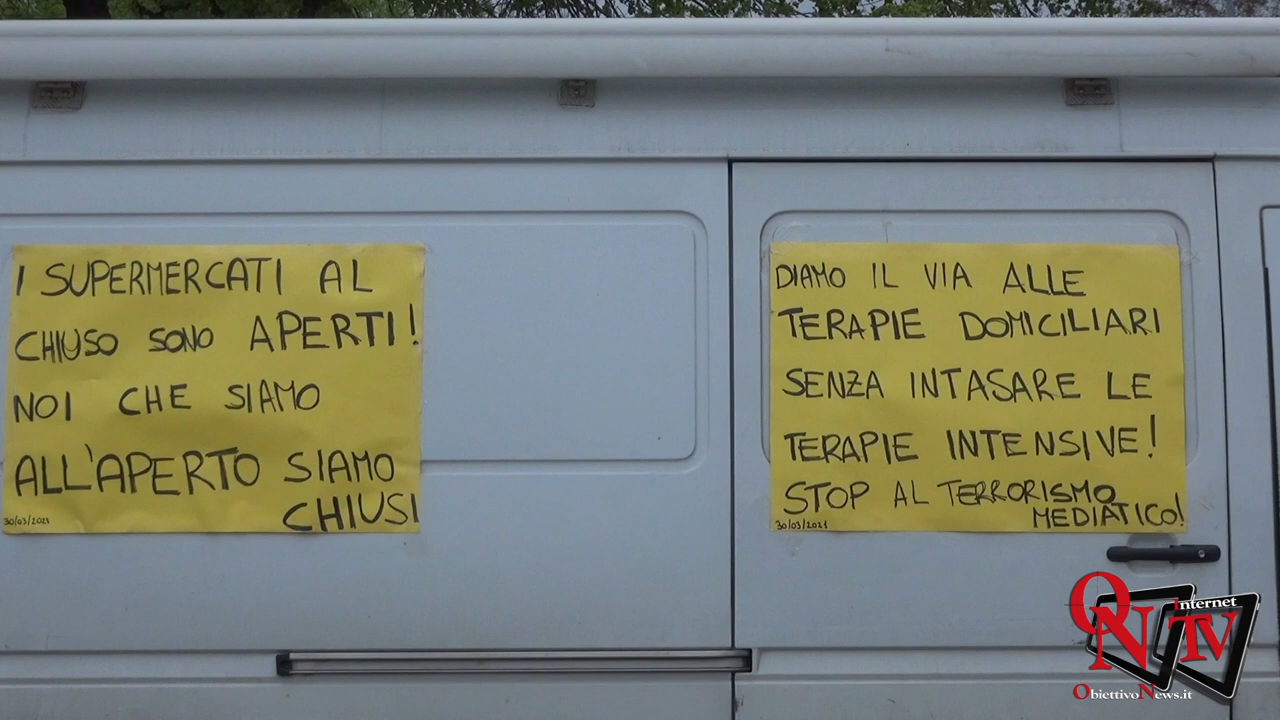 I SUPERMERCATI AL
CHIUSO SONO APERTI!
NOI CHE SIAMO
ALL'APERTO SIAMO
CHIUSI
30/03/2021
DIAMO IL VIA ALLE
TERAPIE DOMICILIARI
SENZA INTASARE LE
TERAPIE INTENSIVE!
STOP AL TERRORISMO
MEDIATICO!
30/03/2021
ON Internet TV
ObiettivoNews.it